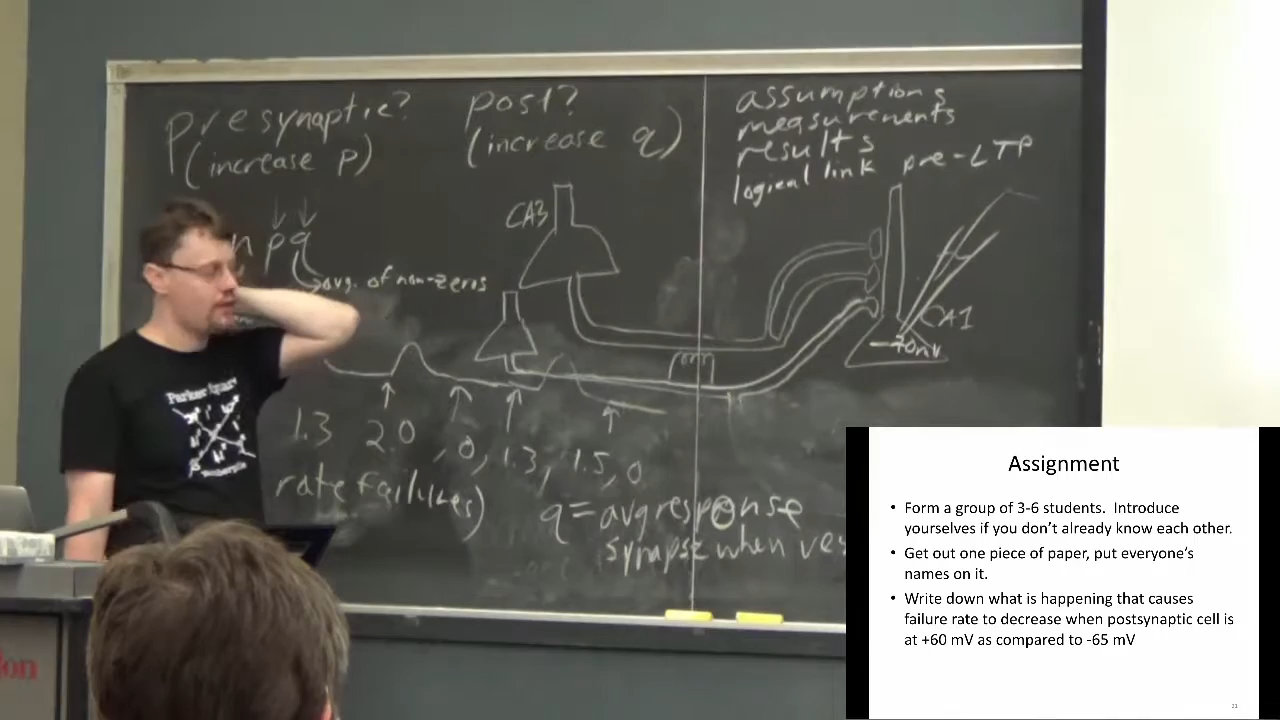 presynaptic?
(increase p)
post?
(increase q)
assumptions
measurements
results
logical link
pre-LTP
n p q
avg. of non-zeros
CA3
CA1
-70mV
1.3 2.0 , 0, 1.3, 1.5, 0
rate failures)
q = avg response
synapse when ves
Assignment
• Form a group of 3-6 students. Introduce
yourselves if you don't already know each other.
• Get out one piece of paper, put everyone's
names on it.
• Write down what is happening that causes
failure rate to decrease when postsynaptic cell is
at +60 mV as compared to -65 mV
21